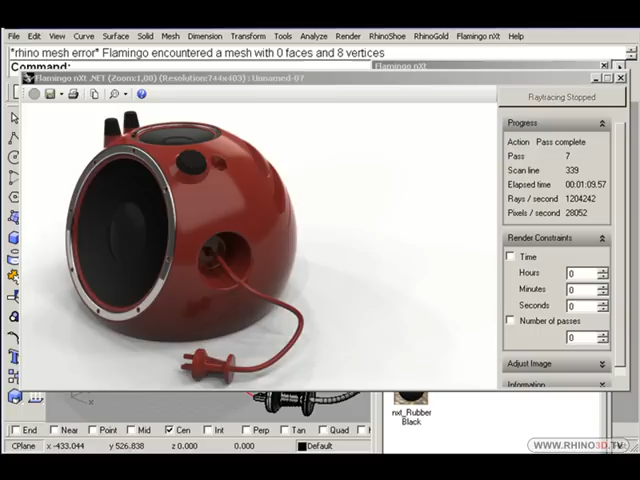 File Edit View Curve Surface Solid Mesh Dimension Transform Tools Analyze Render RhinoShoe RhinoGold Flamingo nXt Help
"rhino mesh error" Flamingo encountered a mesh with 0 faces and 8 vertices
Command:
Flamingo nXt
Flamingo nXt .NET (Zoom:1,00) (Resolution:744x403) : Unnamed-07
Raytracing Stopped
Progress
Action Pass complete
Pass 7
Scan line 339
Elapsed time 00:01:09.57
Rays / second 1204242
Pixels / second 28052
Render Constraints
Time
Hours 0
Minutes 0
Seconds 0
Number of passes
0
Adjust Image
Information
nxt_Rubber
Black
x
End Near Point Mid Cen Int Perp Tan Quad
CPlane x -433.044 y 526.838 z 0.000 0.000 Default
WWW.RHINO3D.TV